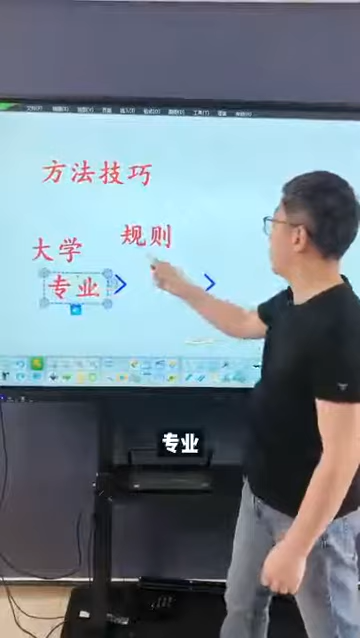 方法技巧
规则
大学
专业 > >
专业